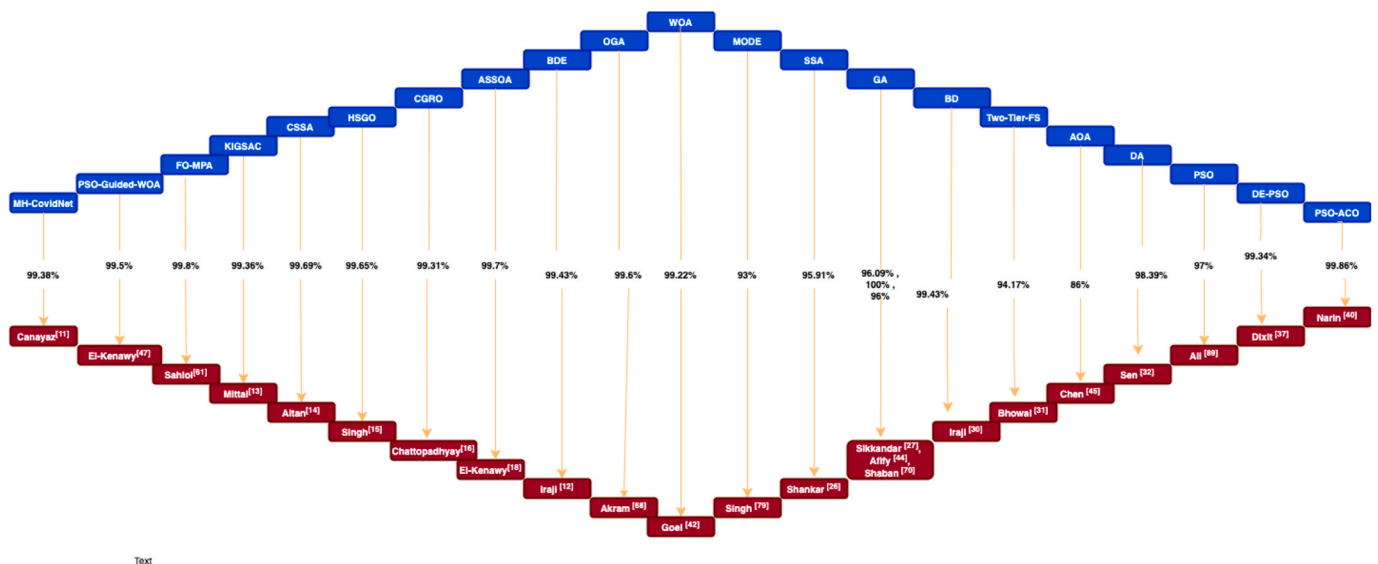 WOA
OGA
MODE
BDE
SSA
ASSOA
GA
CGRO
BD
HSGO
Two-Tier-FS
CSSA
AOA
KIGSAC
DA
FO-MPA
PSO
PSO-Guided-WOA
DE-PSO
MH-CovidNet
PSO-ACO
99.38%
99.5%
99.8%
99.36%
99.69%
99.65%
99.31%
99.7%
99.43%
99.6%
99.22%
93%
95.91%
96.09% ,
100% ,
96%
99.43%
94.17%
86%
98.39%
97%
99.34%
99.86%
Canayaz[11]
El-Kenawy[47]
Sahlol[61]
Mittal[13]
Altan[14]
Singh[15]
Chattopadhyay[16]
El-Kenawy[18]
Iraji [12]
Akram [68]
Goel [42]
Singh [79]
Shankar [26]
Sikkandar [27],
Afify [44],
Shaban [70]
Iraji [30]
Bhowal [31]
Chen [45]
Sen [32]
Ali [89]
Dixit [37]
Narin [40]
Text